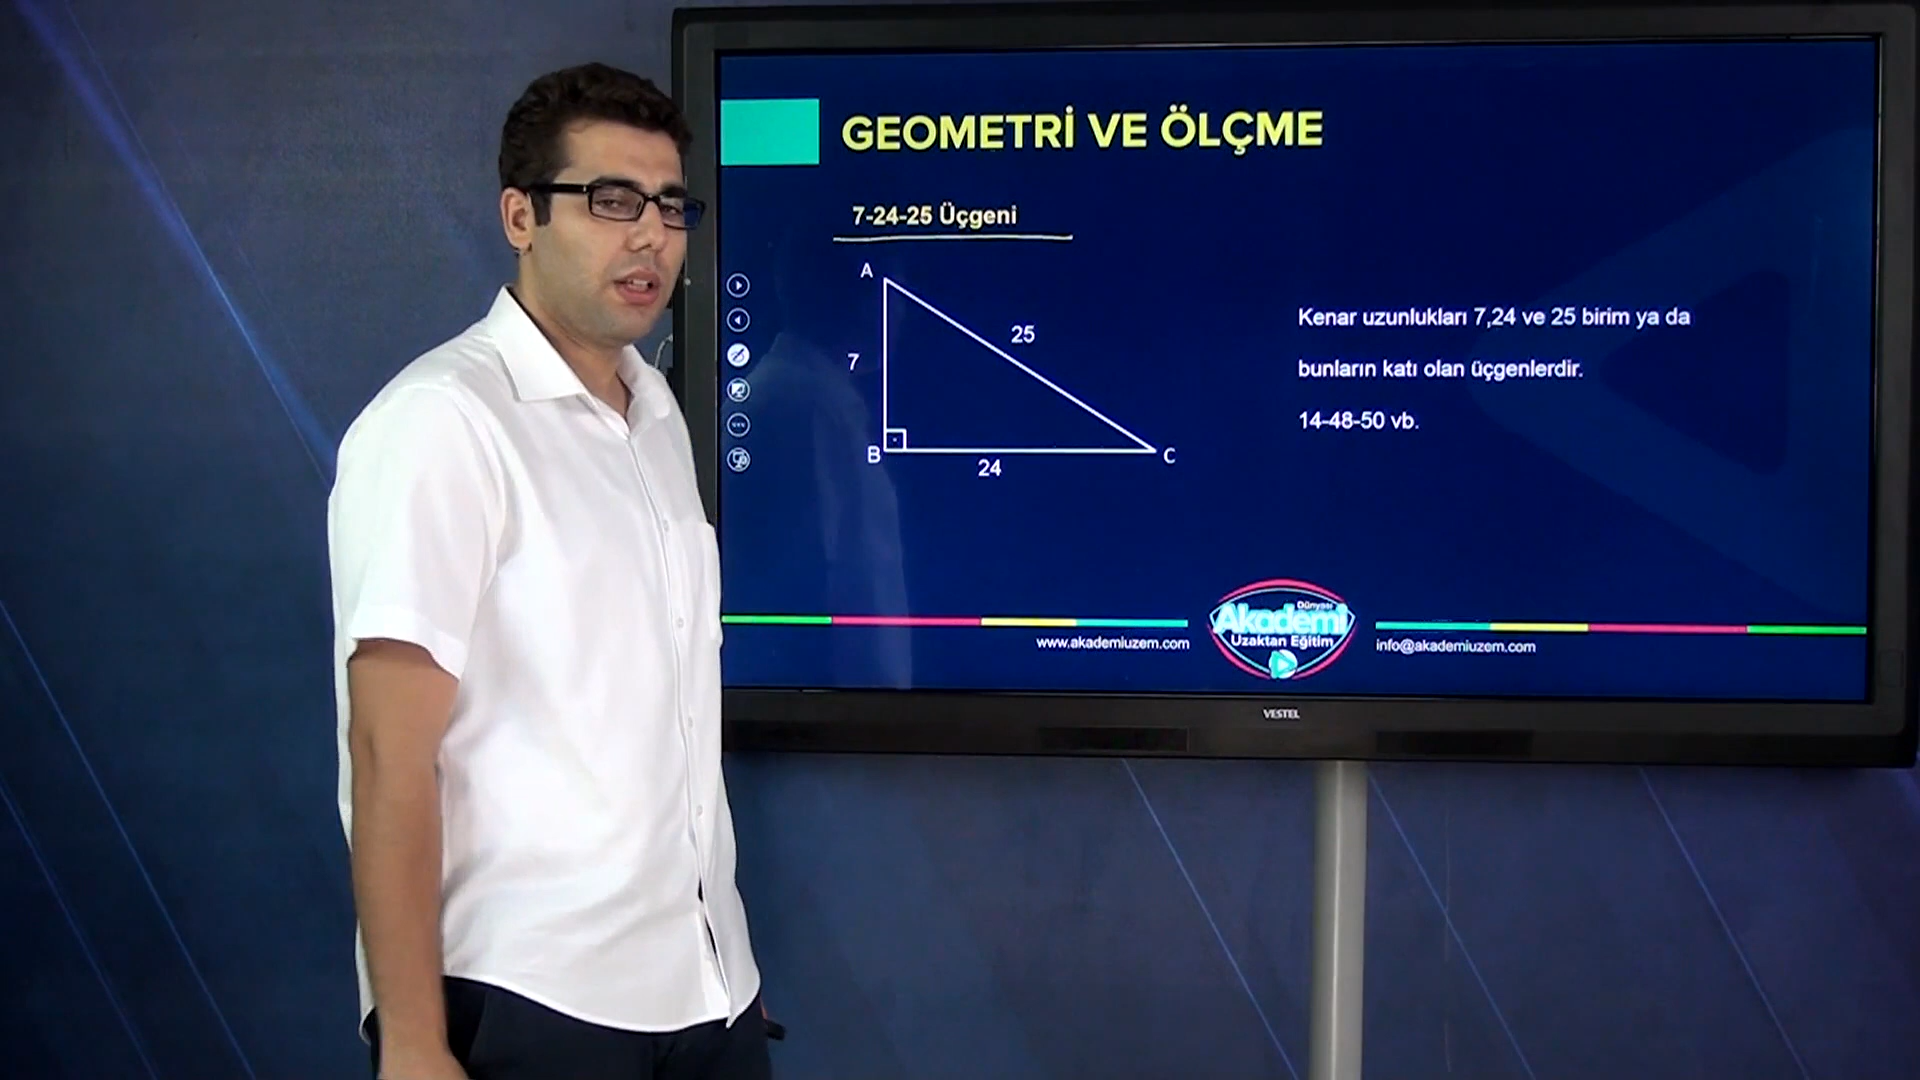 GEOMETRİ VE ÖLÇME
7-24-25 Üçgeni
A
25
7
B
24
C
Kenar uzunlukları 7,24 ve 25 birim ya da
bunların katı olan üçgenlerdir.
14-48-50 vb.
www.akademiuzem.com
Dünyası
Akademi
Uzaktan Eğitim
info@akademiuzem.com
VESTEL